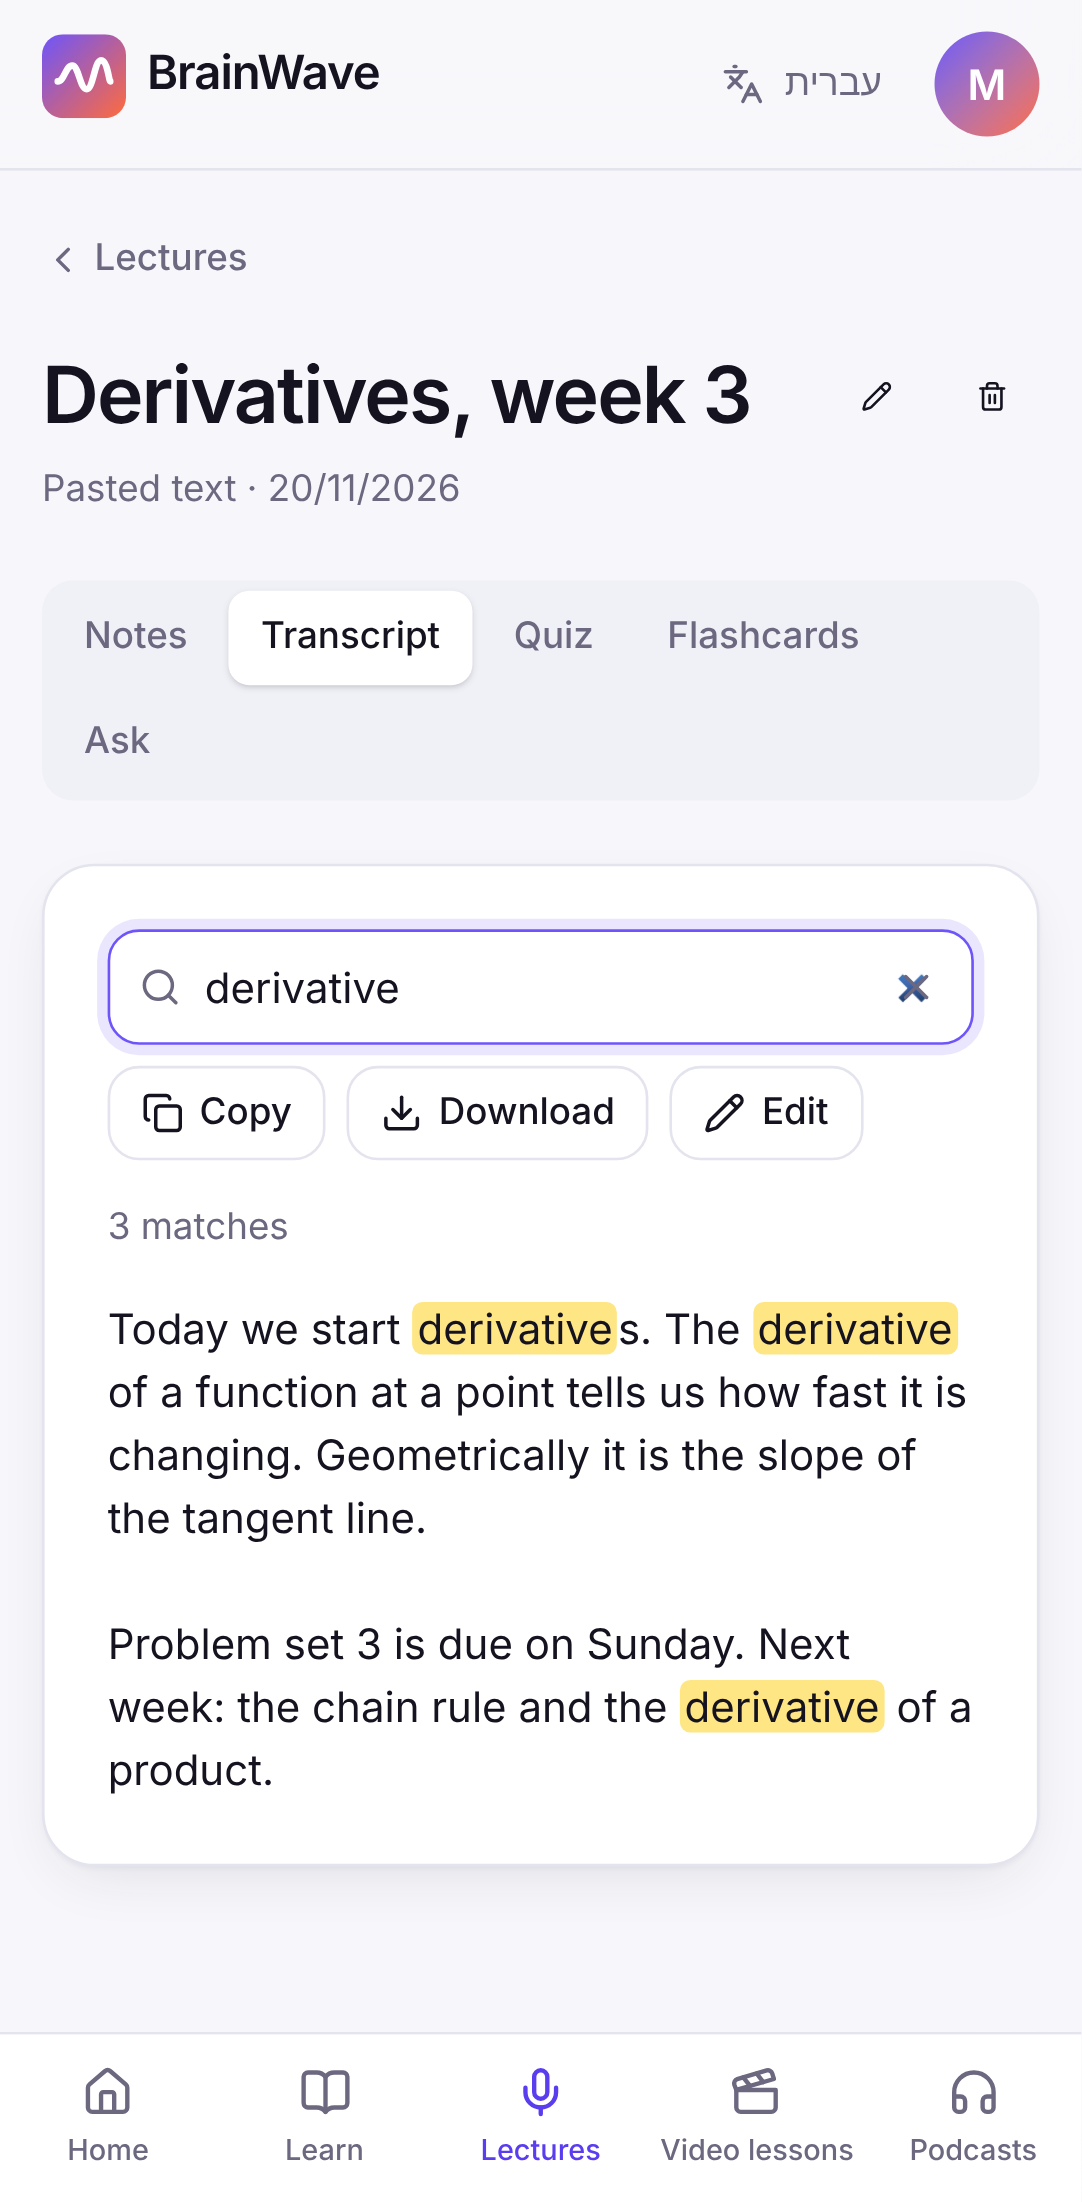 BrainWave
עברית
M
Lectures
Derivatives, week 3
Pasted text · 20/11/2026
Notes
Transcript
Quiz
Flashcards
Ask
derivative
Copy
Download
Edit
3 matches
Today we start derivatives. The derivative
of a function at a point tells us how fast it is
changing. Geometrically it is the slope of
the tangent line.
Problem set 3 is due on Sunday. Next
week: the chain rule and the derivative of a
product.
Home
Learn
Lectures
Video lessons
Podcasts